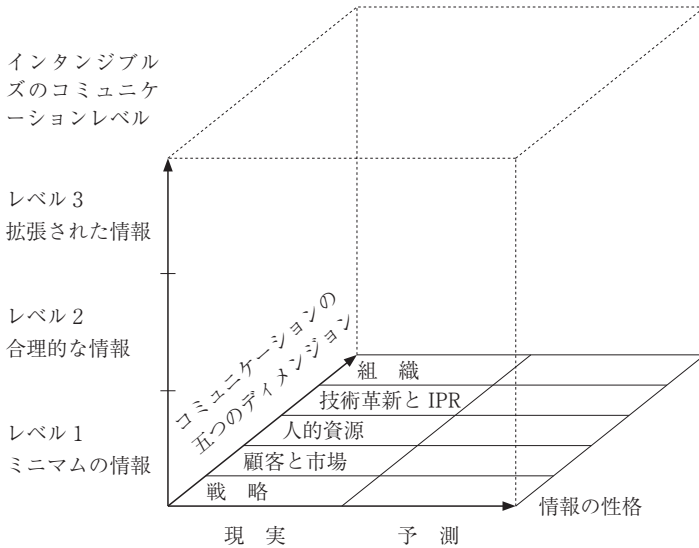 インタンジブル
ズのコミュニケ
ーションレベル
レベル 3
拡張された情報
レベル 2
合理的な情報
レベル 1
ミニマムの情報
コミュニケーションの
五つのディメンジョン
組 織
技術革新と IPR
人的資源
顧客と市場
戦 略
情報の性格
現 実
予 測